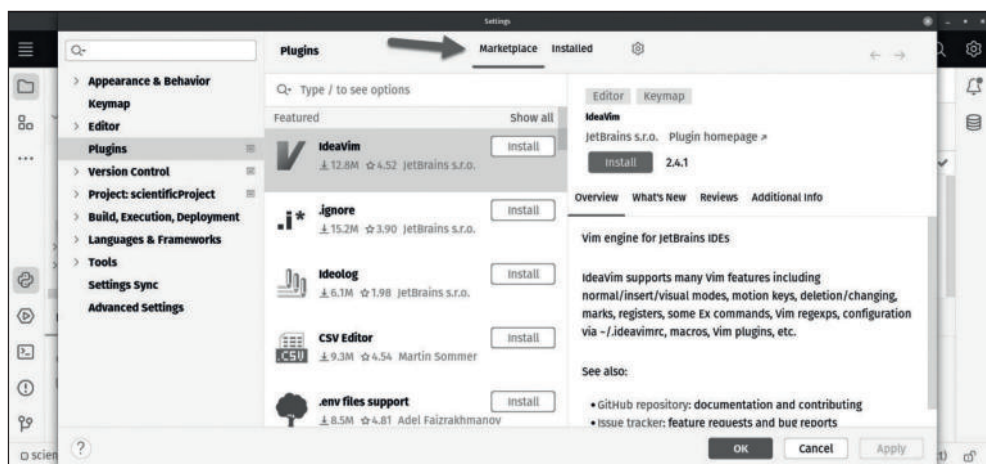 Settings
Plugins
Marketplace
Installed
Appearance & Behavior
Keymap
Editor
Plugins
Version Control
Project: scientificProject
Build, Execution, Deployment
Languages & Frameworks
Tools
Settings Sync
Advanced Settings
?
Type / to see options
Featured
Show all
IdeaVim
12.8M 4.52 JetBrains s.r.o.
Install
.i*
.ignore
15.2M 3.90 JetBrains s.r.o.
Install
Ideolog
6.1M 1.98 JetBrains s.r.o.
Install
.CSV
CSV Editor
9.3M 4.54 Martin Sommer
Install
.env files support
8.5M 4.81 Adel Faizrakhmanov
Install
Editor
Keymap
IdeaVim
JetBrains s.r.o. Plugin homepage ↗
Install
2.4.1
Overview
What's New
Reviews
Additional Info
Vim engine for JetBrains IDEs
IdeaVim supports many Vim features including
normal/insert/visual modes, motion keys, deletion/changing,
marks, registers, some Ex commands, Vim regexps, configuration
via ~/.ideavimrc, macros, Vim plugins, etc.
See also:
• GitHub repository: documentation and contributing
• Issue tracker: feature requests and bug reports
OK
Cancel
Apply
scien